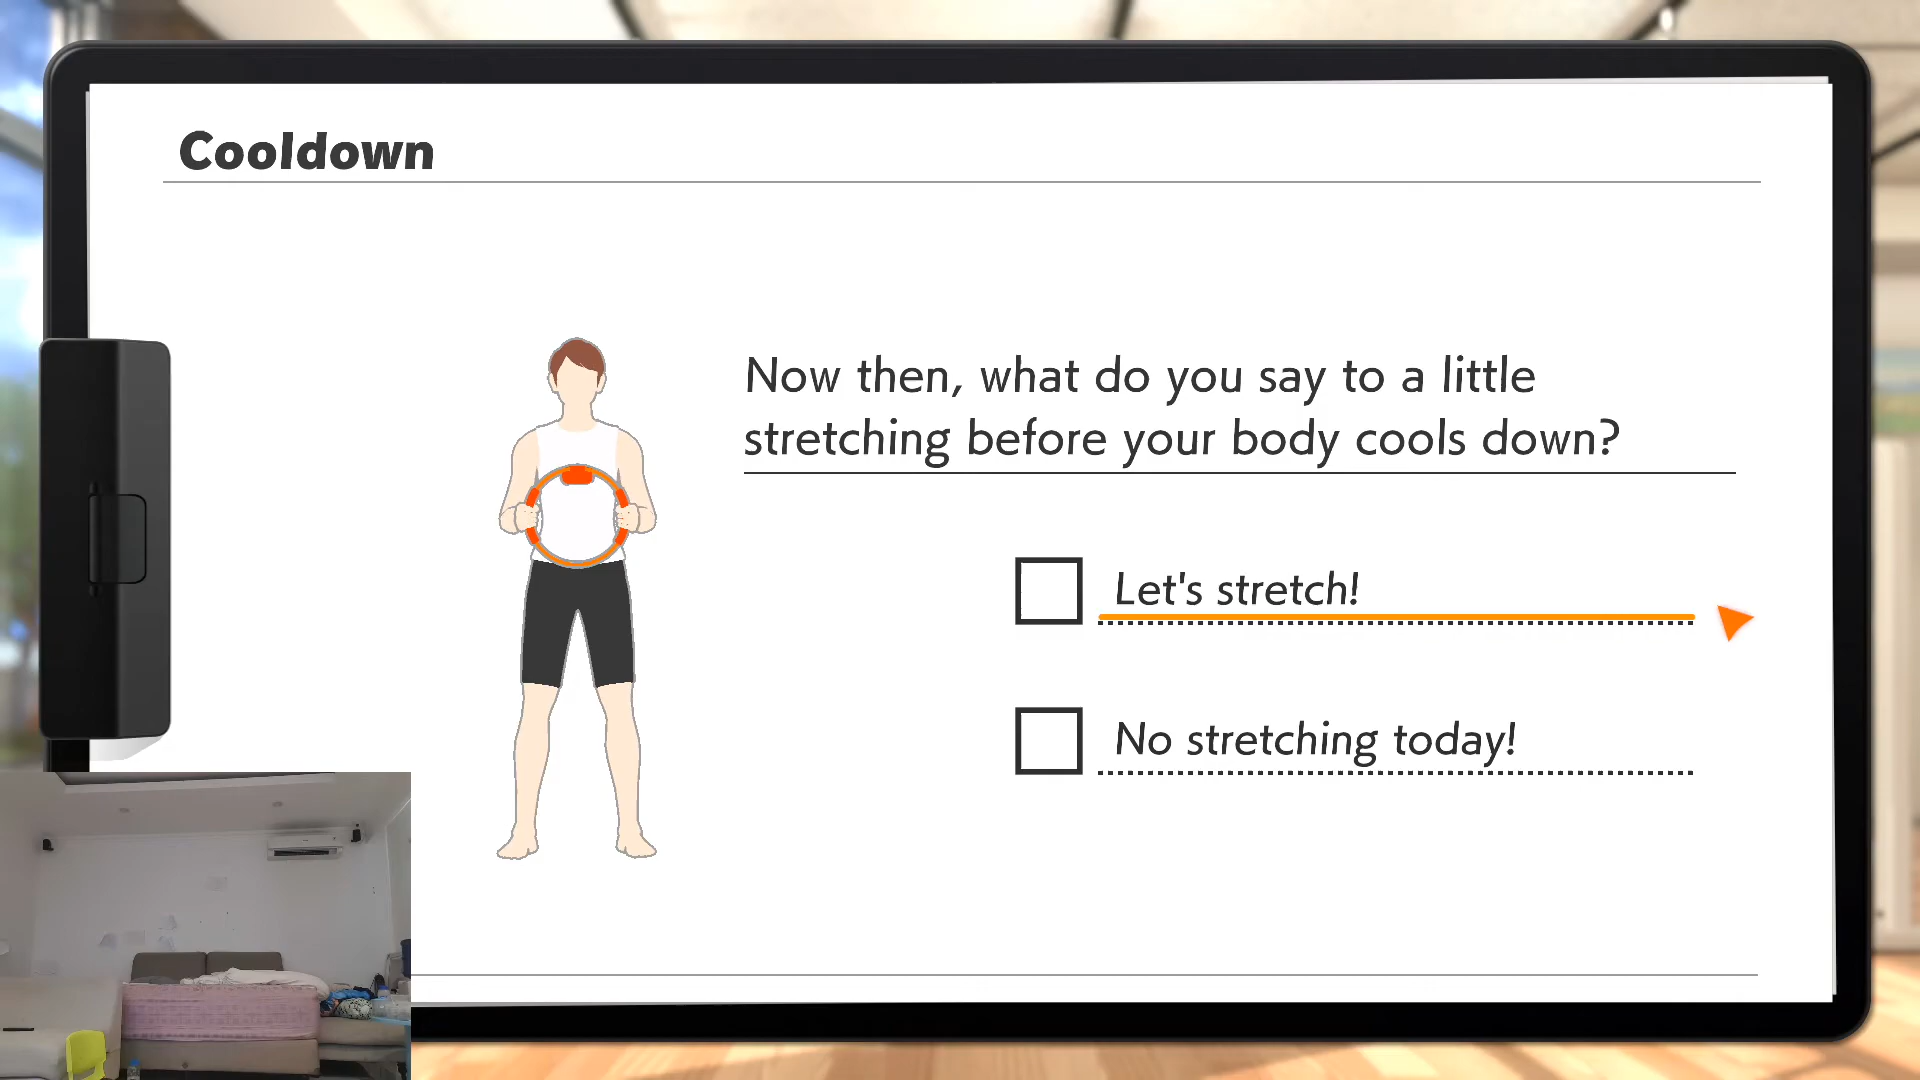 Cooldown
Now then, what do you say to a little
stretching before your body cools down?
Let's stretch!
No stretching today!